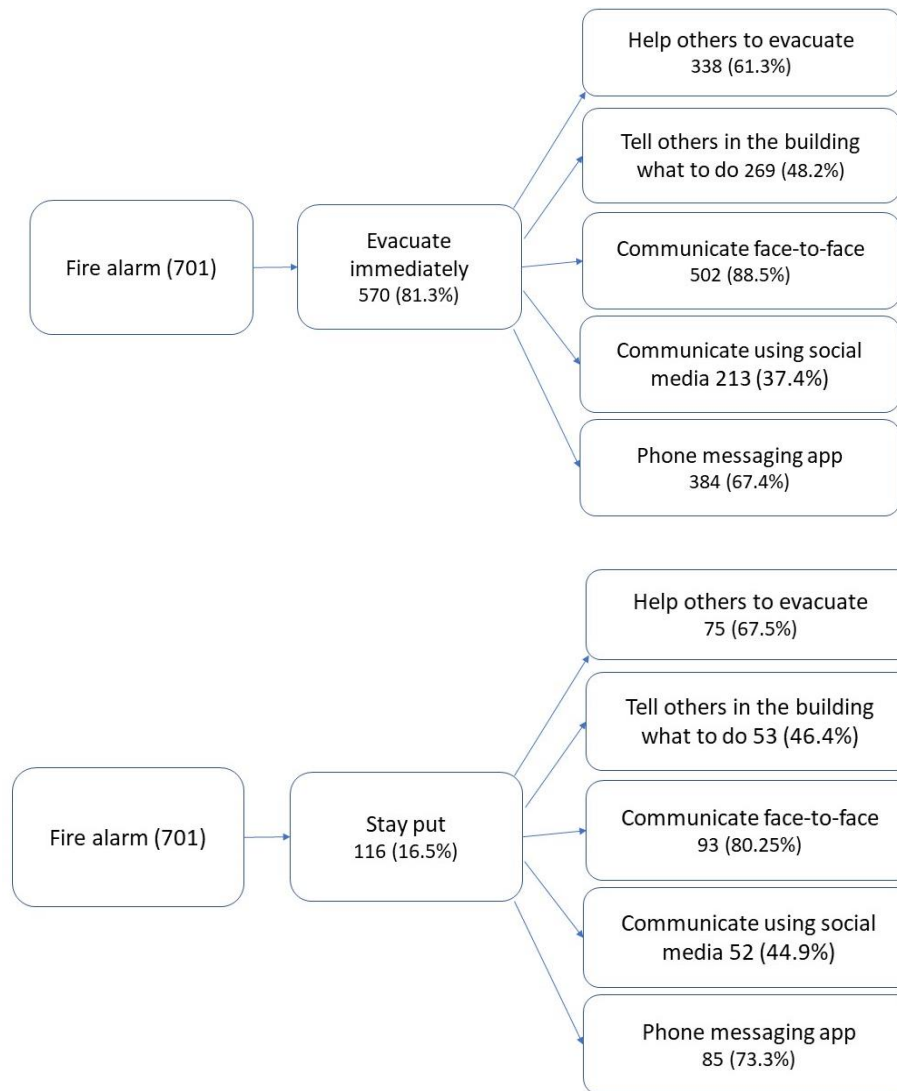 Help others to evacuate
338 (61.3%)
Tell others in the building
what to do 269 (48.2%)
Fire alarm (701)
Evacuate
immediately
570 (81.3%)
Communicate face-to-face
502 (88.5%)
Communicate using social
media 213 (37.4%)
Phone messaging app
384 (67.4%)
Help others to evacuate
75 (67.5%)
Tell others in the building
what to do 53 (46.4%)
Fire alarm (701)
Stay put
116 (16.5%)
Communicate face-to-face
93 (80.25%)
Communicate using social
media 52 (44.9%)
Phone messaging app
85 (73.3%)